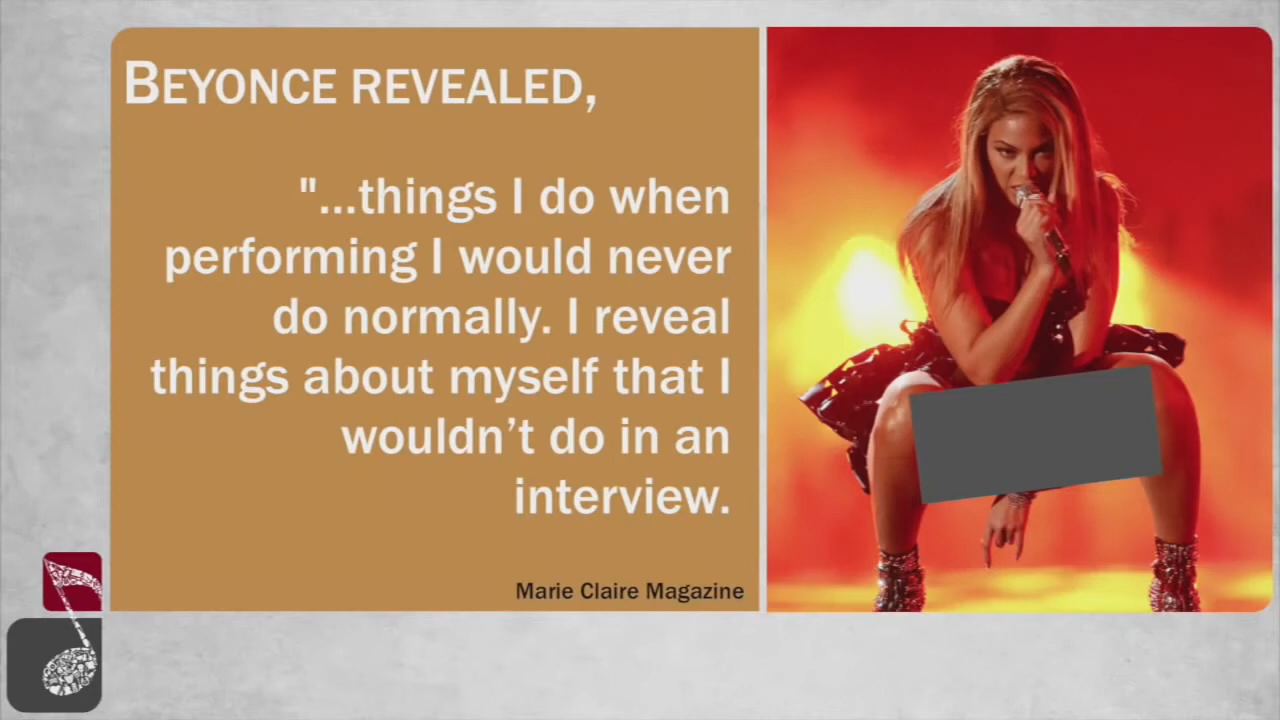 BEYONCE REVEALED,
"...things I do when
performing I would never
do normally. I reveal
things about myself that I
wouldn’t do in an
interview.
Marie Claire Magazine